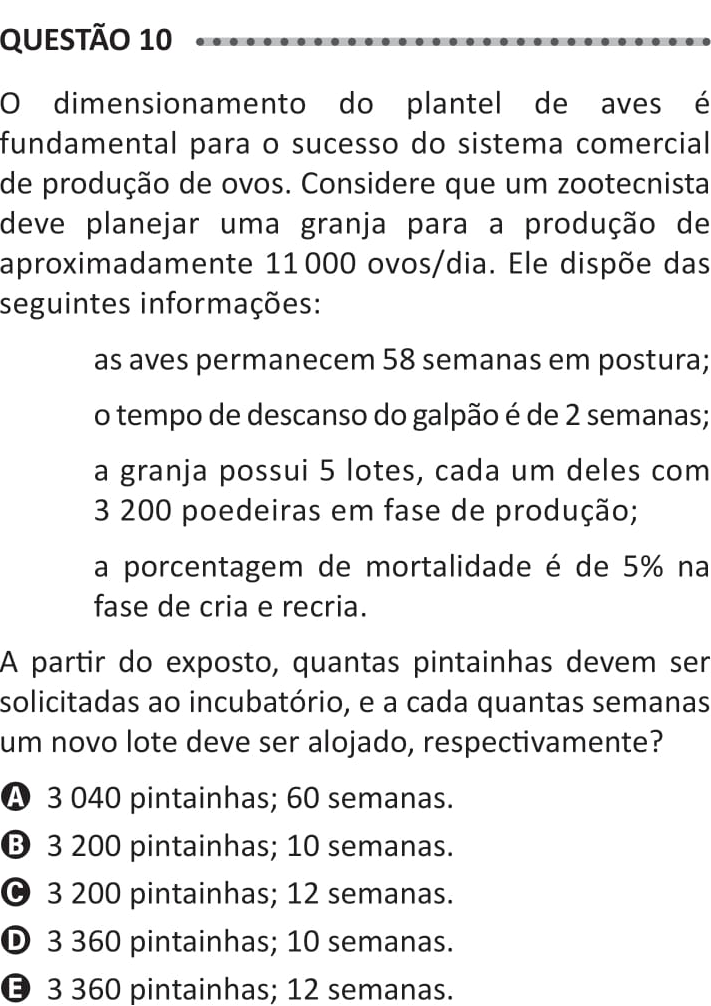 QUESTÃO 10
O dimensionamento do plantel de aves é
fundamental para o sucesso do sistema comercial
de produção de ovos. Considere que um zootecnista
deve planejar uma granja para a produção de
aproximadamente 11 000 ovos/dia. Ele dispõe das
seguintes informações:
as aves permanecem 58 semanas em postura;
o tempo de descanso do galpão é de 2 semanas;
a granja possui 5 lotes, cada um deles com
3 200 poedeiras em fase de produção;
a porcentagem de mortalidade é de 5% na
fase de cria e recria.
A partir do exposto, quantas pintainhas devem ser
solicitadas ao incubatório, e a cada quantas semanas
um novo lote deve ser alojado, respectivamente?
A 3 040 pintainhas; 60 semanas.
B 3 200 pintainhas; 10 semanas.
C 3 200 pintainhas; 12 semanas.
D 3 360 pintainhas; 10 semanas.
E 3 360 pintainhas; 12 semanas.